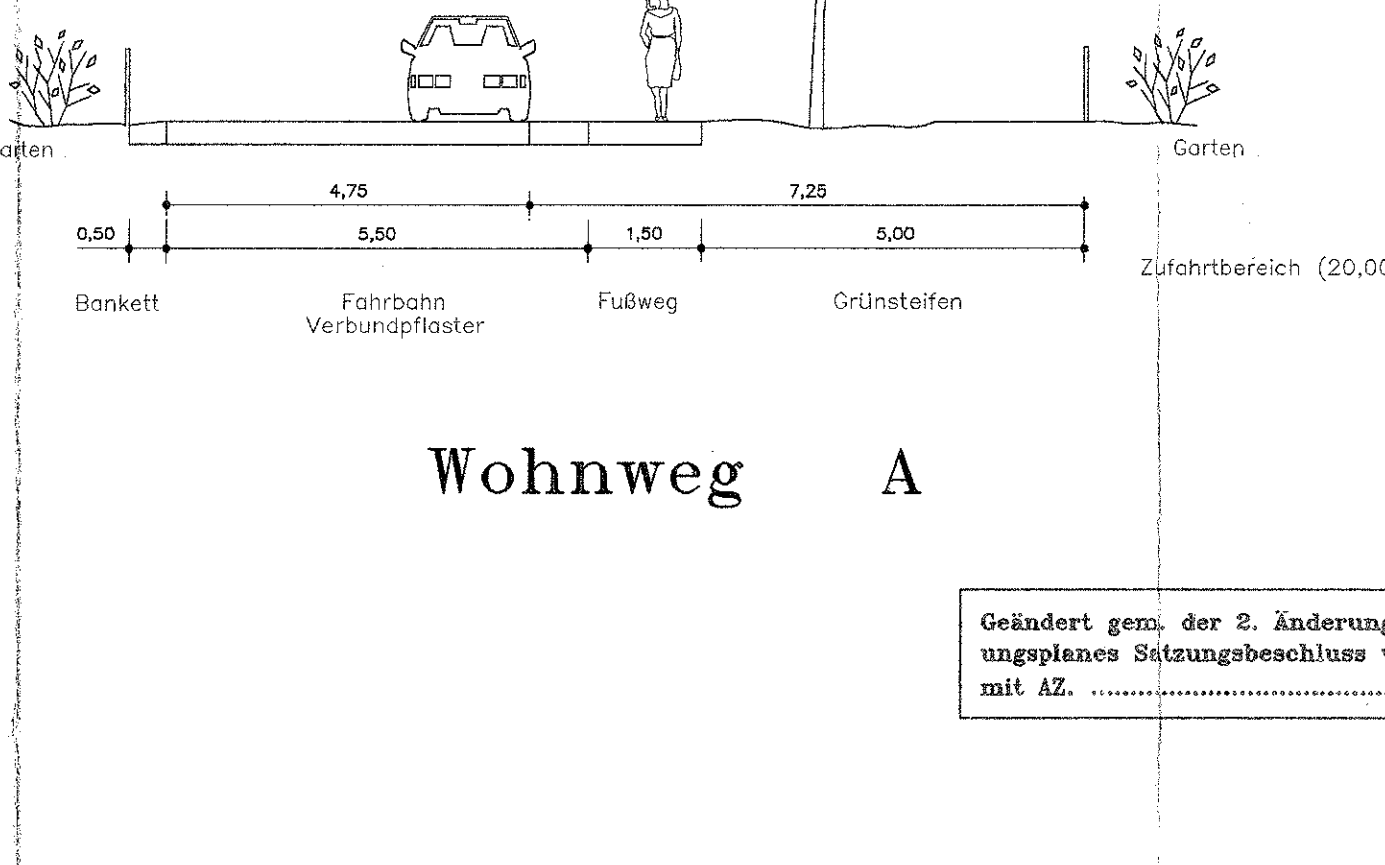 arten
Garten
4,75 7,25
0,50 5,50 1,50 5,00
Zufahrtbereich (20,00
Bankett Fahrbahn Fußweg Grünsteifen
Verbundpflaster
Wohnweg A
Geändert gem. der 2. Änderung
ungsplanes Satzungsbeschluss
mit AZ. ........................................